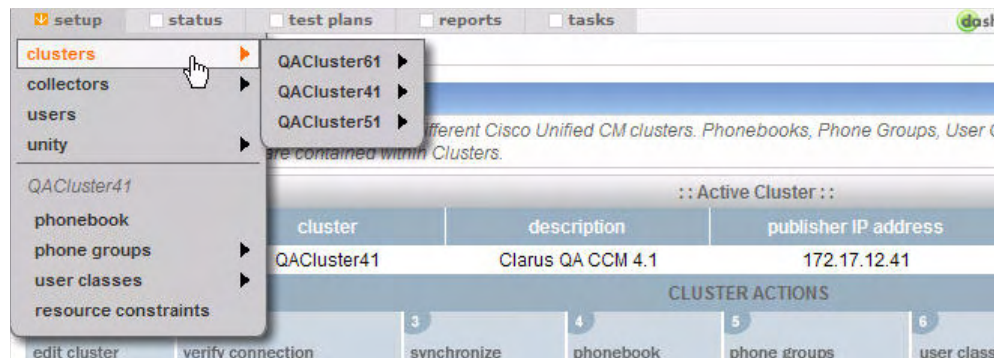 setup status test plans reports tasks
clusters
collectors
users
unity
QACluster61
QACluster41
QACluster51
Cisco Unified CM clusters. Phonebooks, Phone Groups, User
are contained within Clusters.
QACluster41
phonebook
phone groups
user classes
resource constraints
:: Active Cluster ::
cluster description publisher IP address
QACluster41 Clarus QA CCM 4.1 172.17.12.41
CLUSTER ACTIONS
3 4 5 6
edit cluster verify connection synchronize phonebook phone groups user class